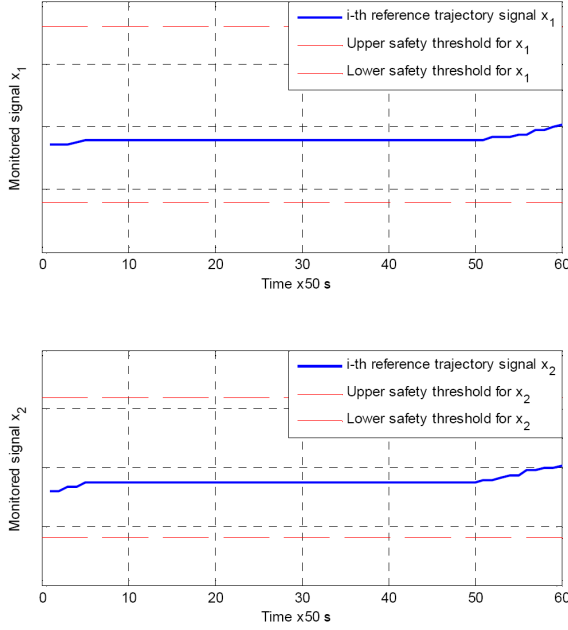 i-th reference trajectory signal x1
Upper safety threshold for x1
Lower safety threshold for x1
Monitored signal x1
0 10 20 30 40 50 60
Time x50 s
i-th reference trajectory signal x2
Upper safety threshold for x2
Lower safety threshold for x2
Monitored signal x2
0 10 20 30 40 50 60
Time x50 s